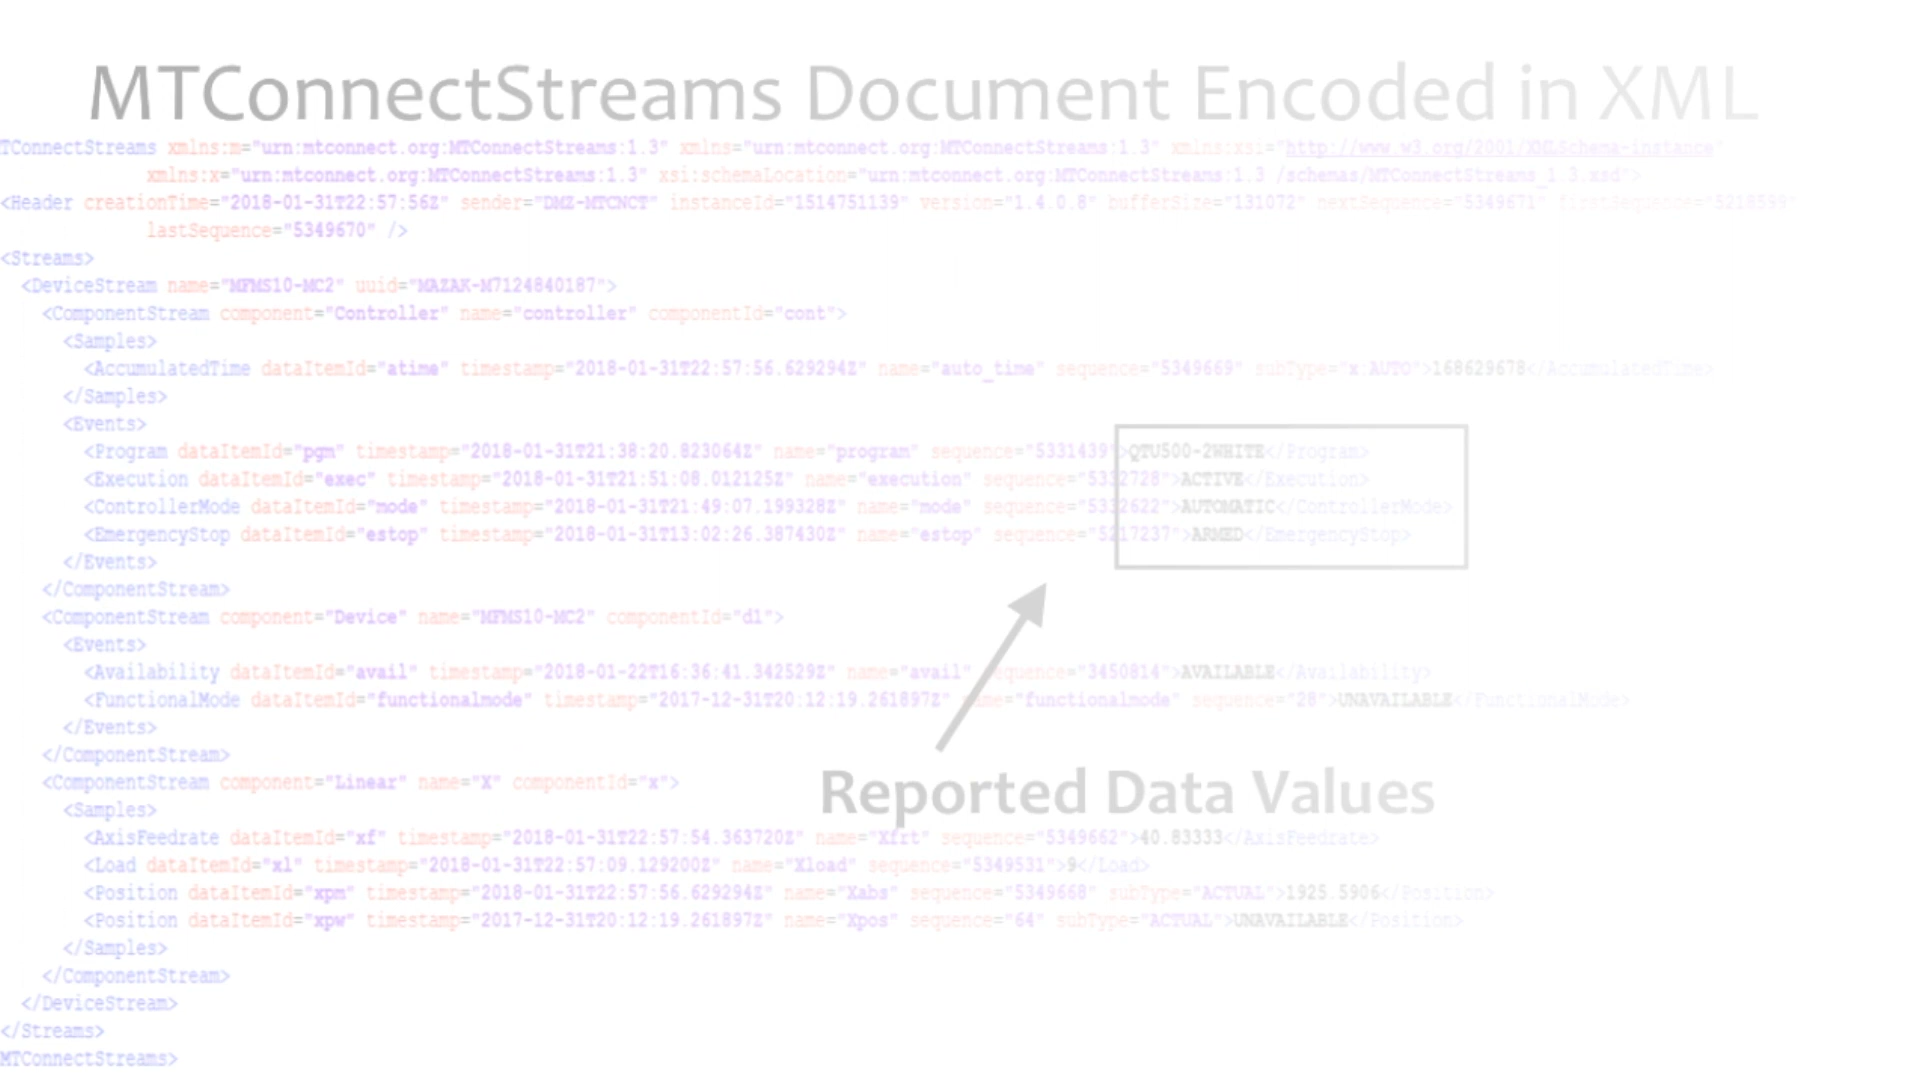 MTConnectStreams Document Encoded in XML
TConnectStreams xmlns:m="urn:mtconnect.org:MTConnectStreams:1.3" xmlns="urn:mtconnect.org:MTConnectStreams:1.3" xmlns:xsi="http://www.w3.org/2001/XMLSchema-instance"
xmlns:x="urn:mtconnect.org:MTConnectStreams:1.3" xsi:schemaLocation="urn:mtconnect.org:MTConnectStreams:1.3 /schemas/MTConnectStreams_1.3.xsd">
<Header creationTime="2018-01-31T22:57:56Z" sender="DMZ-MTCNCT" instanceId="1514751139" version="1.4.0.8" bufferSize="131072" nextSequence="5349671" firstSequence="5218599"
lastSequence="5349670" />
<Streams>
<DeviceStream name="MFMS10-MC2" uuid="MAZAK-M7124840187">
<ComponentStream component="Controller" name="controller" componentId="cont">
<Samples>
<AccumulatedTime dataItemId="atime" timestamp="2018-01-31T22:57:56.629294Z" name="auto_time" sequence="5349669" subType="x:AUTO">168629678</AccumulatedTime>
</Samples>
<Events>
<Program dataItemId="pgm" timestamp="2018-01-31T21:38:20.823064Z" name="program" sequence="5331439">QTU500-2WHITE</Program>
<Execution dataItemId="exec" timestamp="2018-01-31T21:51:08.012125Z" name="execution" sequence="5332728">ACTIVE</Execution>
<ControllerMode dataItemId="mode" timestamp="2018-01-31T21:49:07.199328Z" name="mode" sequence="5332622">AUTOMATIC</ControllerMode>
<EmergencyStop dataItemId="estop" timestamp="2018-01-31T13:02:26.387430Z" name="estop" sequence="5217237">ARMED</EmergencyStop>
</Events>
</ComponentStream>
<ComponentStream component="Device" name="MFMS10-MC2" componentId="d1">
<Events>
<Availability dataItemId="avail" timestamp="2018-01-22T16:36:41.342529Z" name="avail" equence="3450814">AVAILABLE</Availability>
<FunctionalMode dataItemId="functionalmode" timestamp="2017-12-31T20:12:19.261897Z" me="functionalmode" sequence="28">UNAVAILABLE</FunctionalMode>
</Events>
</ComponentStream>
<ComponentStream component="Linear" name="X" componentId="x">
Reported Data Values
<Samples>
<AxisFeedrate dataItemId="xf" timestamp="2018-01-31T22:57:54.363720Z" name="Xfrt" sequence="5349662">40.83333</AxisFeedrate>
<Load dataItemId="xl" timestamp="2018-01-31T22:57:09.129200Z" name="Xload" sequence="5349531">9</Load>
<Position dataItemId="xpm" timestamp="2018-01-31T22:57:56.629294Z" name="Xabs" sequence="5349668" subType="ACTUAL">1925.5906</Position>
<Position dataItemId="xpw" timestamp="2017-12-31T20:12:19.261897Z" name="Xpos" sequence="64" subType="ACTUAL">UNAVAILABLE</Position>
</Samples>
</ComponentStream>
</DeviceStream>
</Streams>
MTConnectStreams>